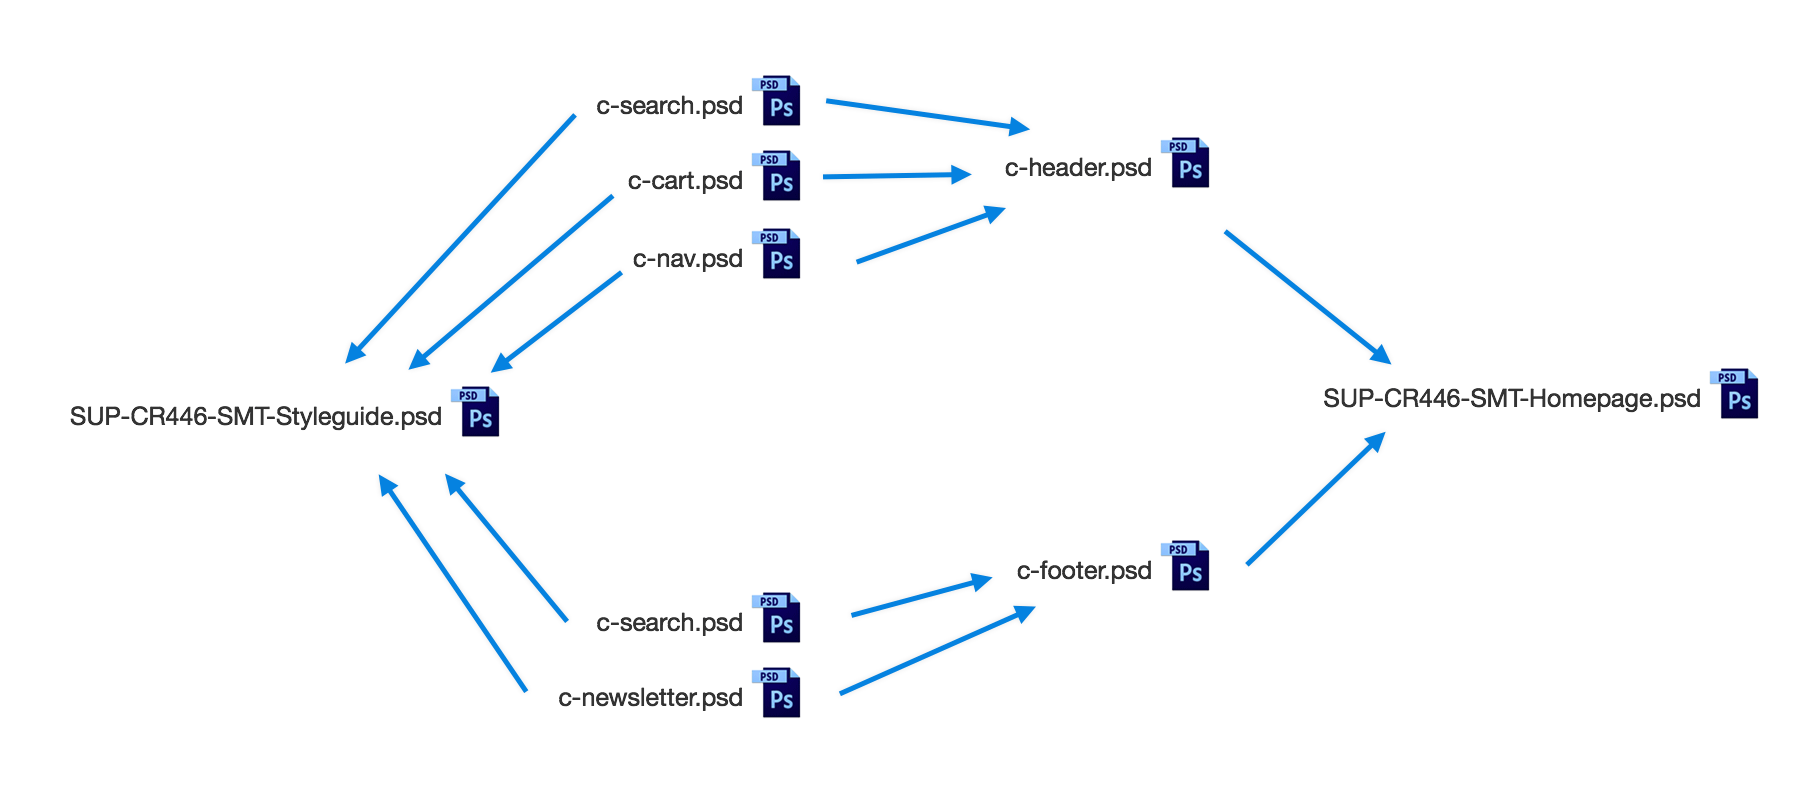 PSD
c-search.psd Ps
PSD
c-cart.psd Ps
PSD
c-header.psd Ps
PSD
c-nav.psd Ps
PSD
SUP-CR446-SMT-Homepage.psd Ps
PSD
SUP-CR446-SMT-Styleguide.psd Ps
PSD
c-footer.psd Ps
PSD
c-search.psd Ps
PSD
c-newsletter.psd Ps